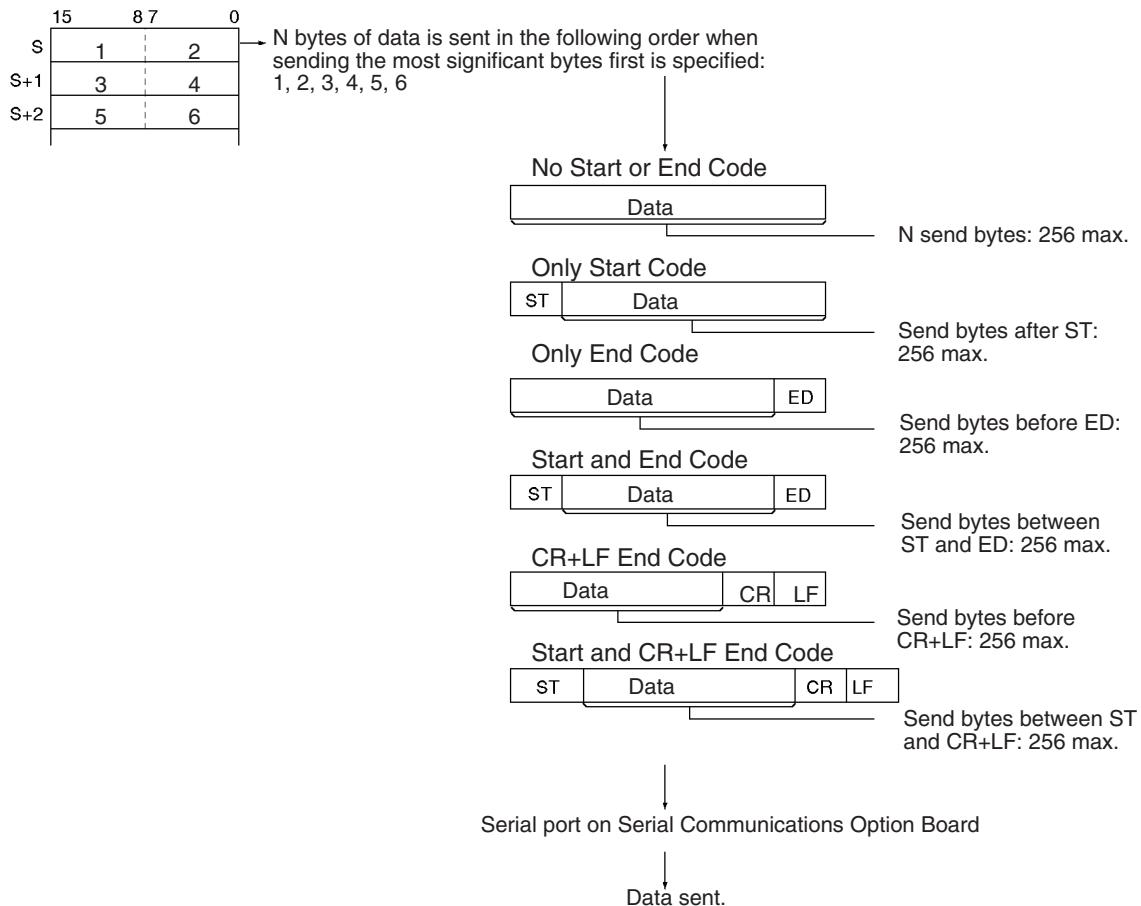 15 8 7 0
S 1 2
S+1 3 4
S+2 5 6
N bytes of data is sent in the following order when
sending the most significant bytes first is specified:
1, 2, 3, 4, 5, 6
No Start or End Code
Data
N send bytes: 256 max.
Only Start Code
ST Data
Send bytes after ST:
256 max.
Only End Code
Data ED
Send bytes before ED:
256 max.
Start and End Code
ST Data ED
Send bytes between
ST and ED: 256 max.
CR+LF End Code
Data CR LF
Send bytes before
CR+LF: 256 max.
Start and CR+LF End Code
ST Data CR LF
Send bytes between ST
and CR+LF: 256 max.
Serial port on Serial Communications Option Board
Data sent.